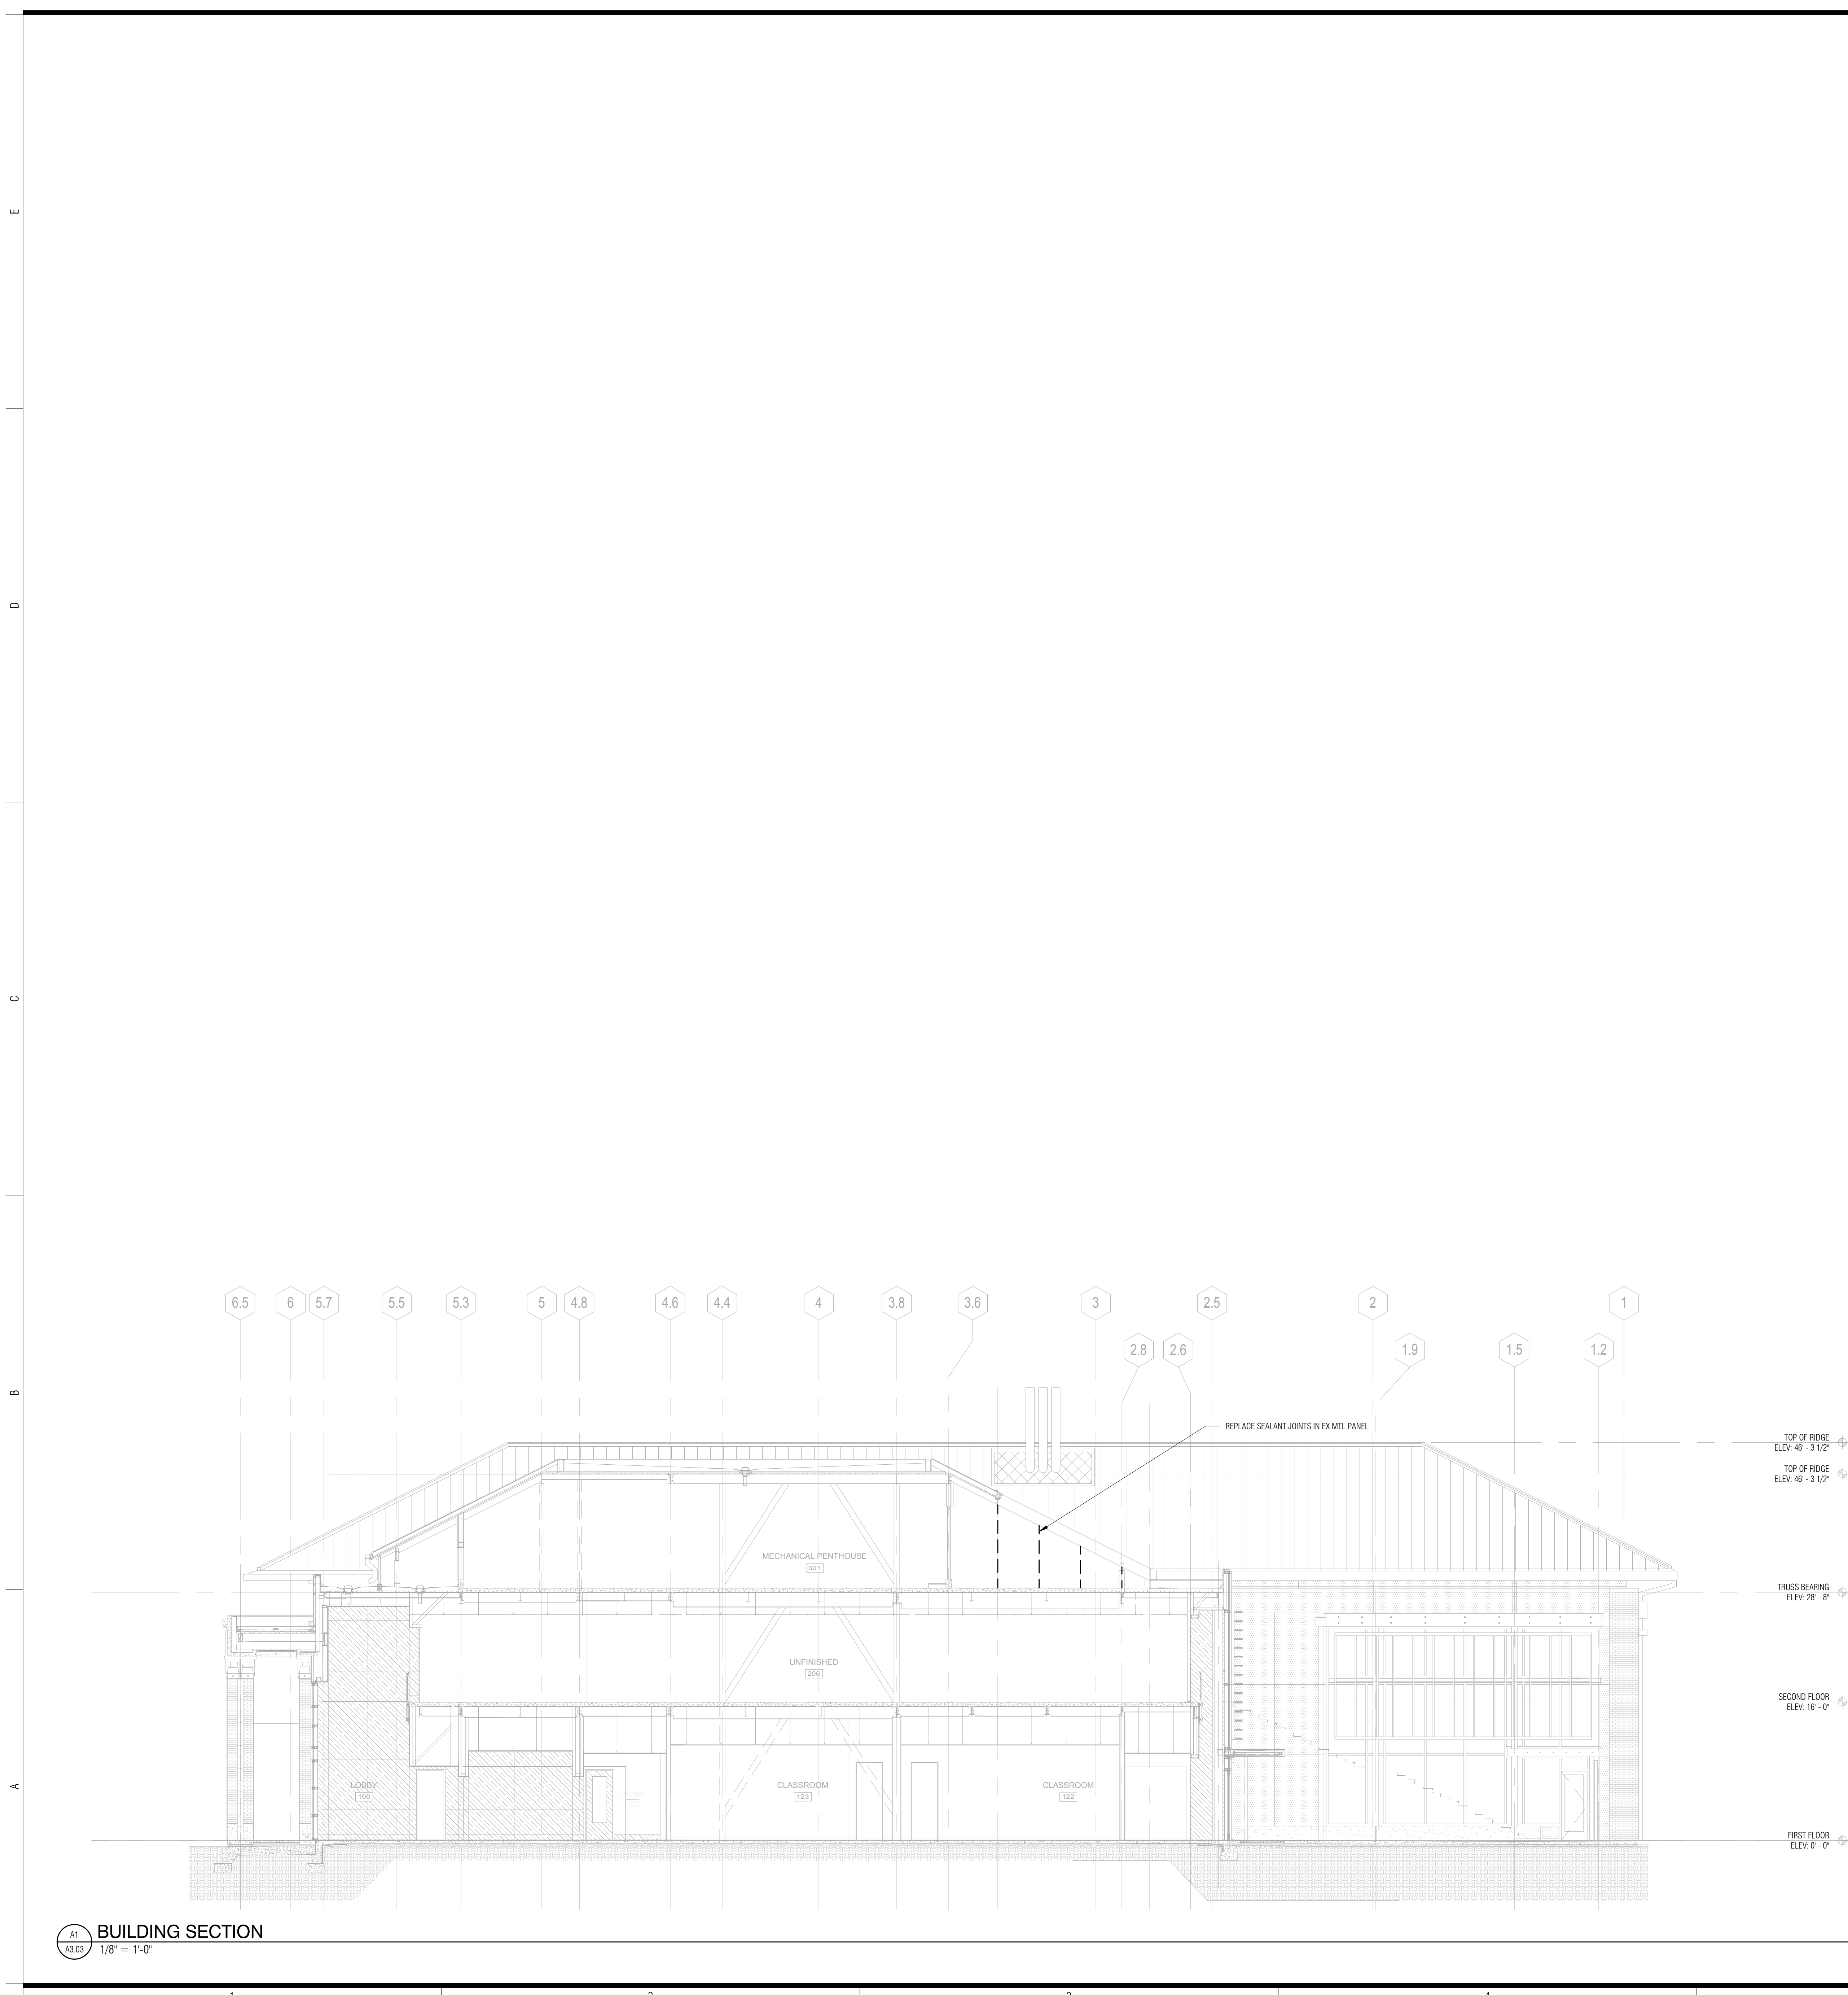 E
D
C
B
A
6.5
6
5.7
5.5
5.3
5
4.8
4.6
4.4
4
3.8
3.6
3
2.5
2
1
2.8
2.6
1.9
1.5
1.2
REPLACE SEALANT JOINTS IN EX MTL PANEL
TOP OF RIDGE
ELEV: 46' - 3 1/2"
TOP OF RIDGE
ELEV: 46' - 3 1/2"
MECHANICAL PENTHOUSE
301
TRUSS BEARING
ELEV: 28' - 8"
UNFINISHED
206
SECOND FLOOR
ELEV: 16' - 0"
LOBBY
100
CLASSROOM
123
CLASSROOM
122
FIRST FLOOR
ELEV: 0' - 0"
A1
A3.03
BUILDING SECTION
1/8" = 1'-0"